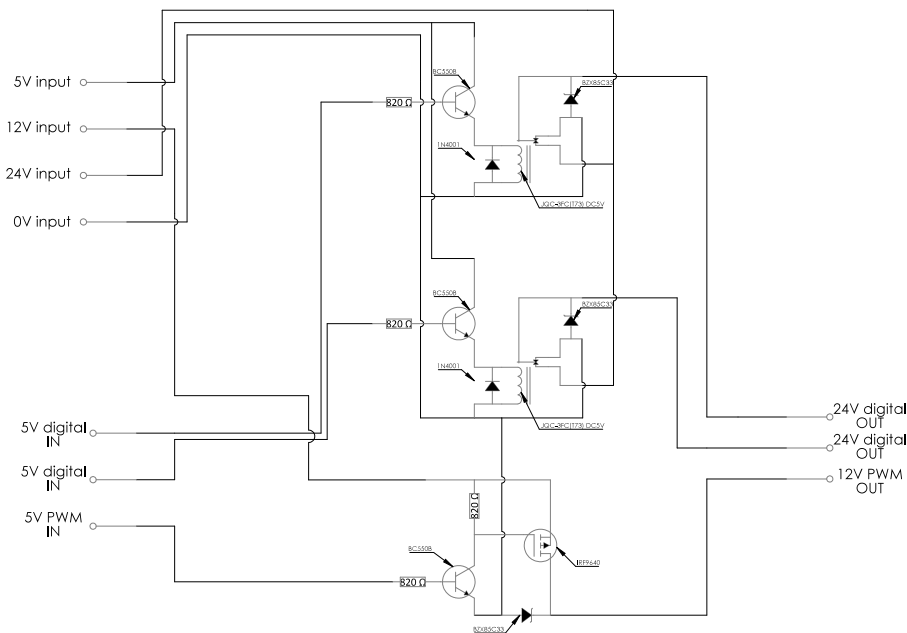 BC550B
BZX85C33
5V input
820 Ω
12V input
1N4001
24V input
JQC-3FC(T73) DC5V
0V input
BC550B
BZX85C33
820 Ω
1N4001
24V digital
OUT
5V digital
IN
JQC-3FC(T73) DC5V
24V digital
OUT
5V digital
IN
12V PWM
OUT
820 Ω
5V PWM
IN
BC550B
IRF9640
820 Ω
BZX85C33